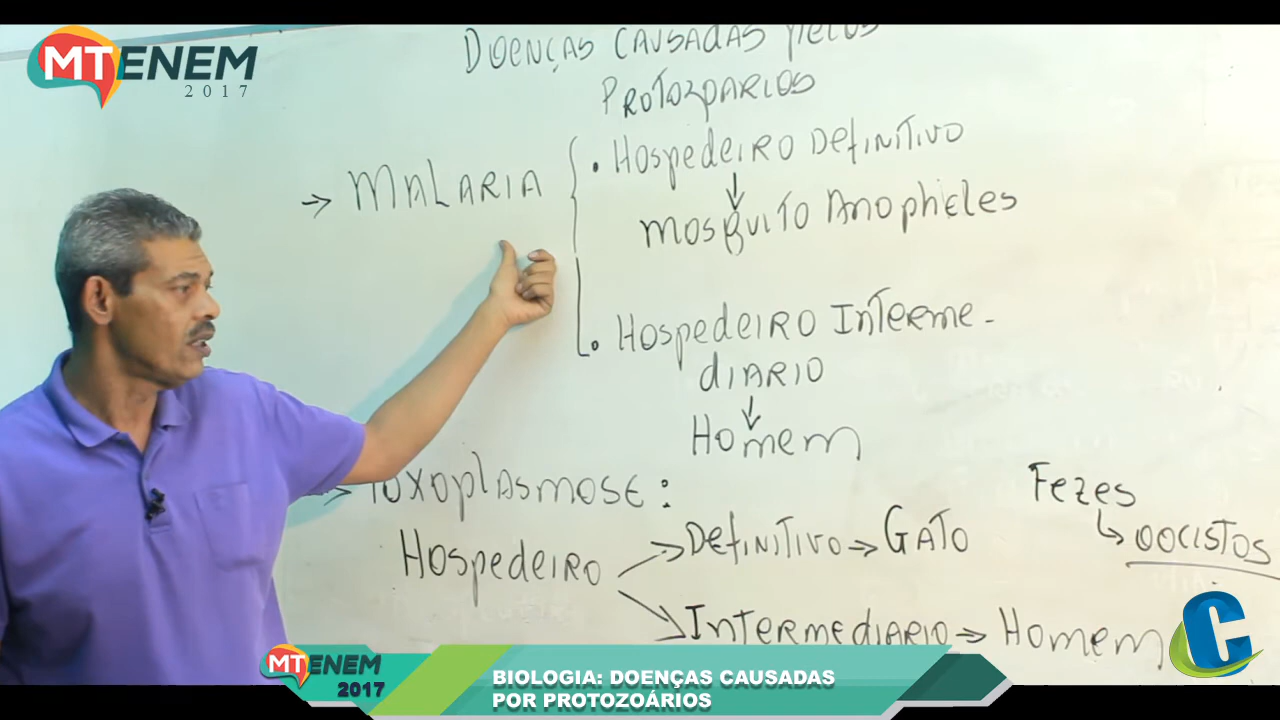 MTENEM
2017
DOENÇAS CAUSADAS pelos
PROTOZOARIOS
→ MALARIA
• HOSpedeiRO DefiNiTiVO
↓
MOSQUITO ANOphELES
• HOSpedeiRO INTeRme-
diARIO
↓
Homem
→ TOXOplASmOSE:
HOSpedeiRO
→ DefiNITIVO → GATO
Fezes
↳ OOCISTOS
→ INTERmediARIO → Homem
C
MTENEM
2017
BIOLOGIA: DOENÇAS CAUSADAS
POR PROTOZOÁRIOS